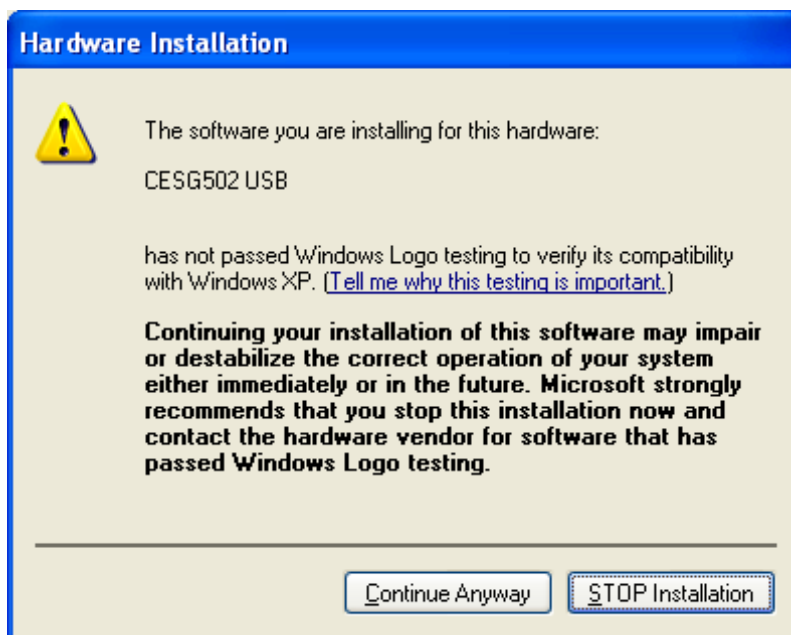 Hardware Installation
The software you are installing for this hardware:
CESG502 USB
has not passed Windows Logo testing to verify its compatibility
with Windows XP. (Tell me why this testing is important.)
Continuing your installation of this software may impair
or destabilize the correct operation of your system
either immediately or in the future. Microsoft strongly
recommends that you stop this installation now and
contact the hardware vendor for software that has
passed Windows Logo testing.
Continue Anyway
STOP Installation